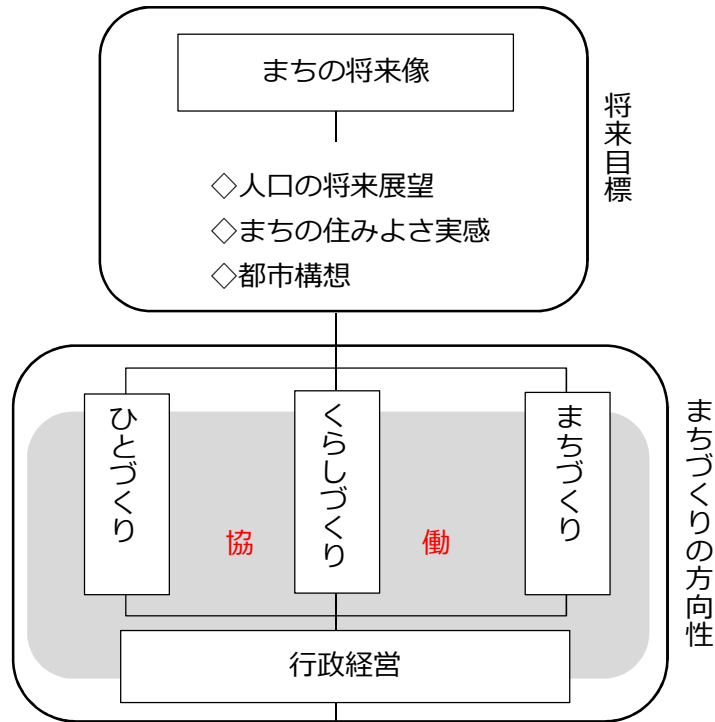 まちの将来像
◇人口の将来展望
◇まちの住みよさ実感
◇都市構想
将来目標
ひとづくり
くらしづくり
まちづくり
協働
行政経営
まちづくりの方向性